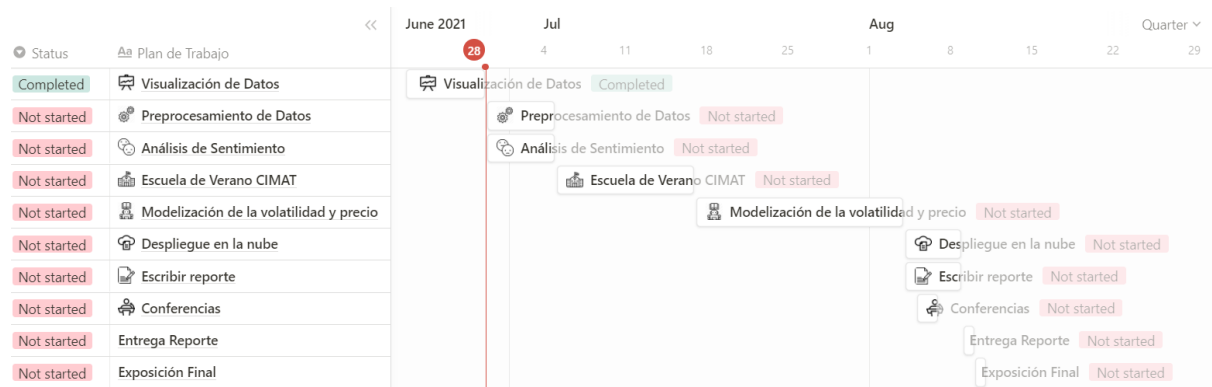 « June 2021 Jul Aug Quarter
Status Aa Plan de Trabajo 28 4 11 18 25 1 8 15 22 29
Completed Visualización de Datos Visualización de Datos Completed
Not started Preprocesamiento de Datos Preprocesamiento de Datos Not started
Not started Análisis de Sentimiento Análisis de Sentimiento Not started
Not started Escuela de Verano CIMAT Escuela de Verano CIMAT Not started
Not started Modelización de la volatilidad y precio Modelización de la volatilidad y precio Not started
Not started Despliegue en la nube Despliegue en la nube Not started
Not started Escribir reporte Escribir reporte Not started
Not started Conferencias Conferencias Not started
Not started Entrega Reporte Entrega Reporte Not started
Not started Exposición Final Exposición Final Not started